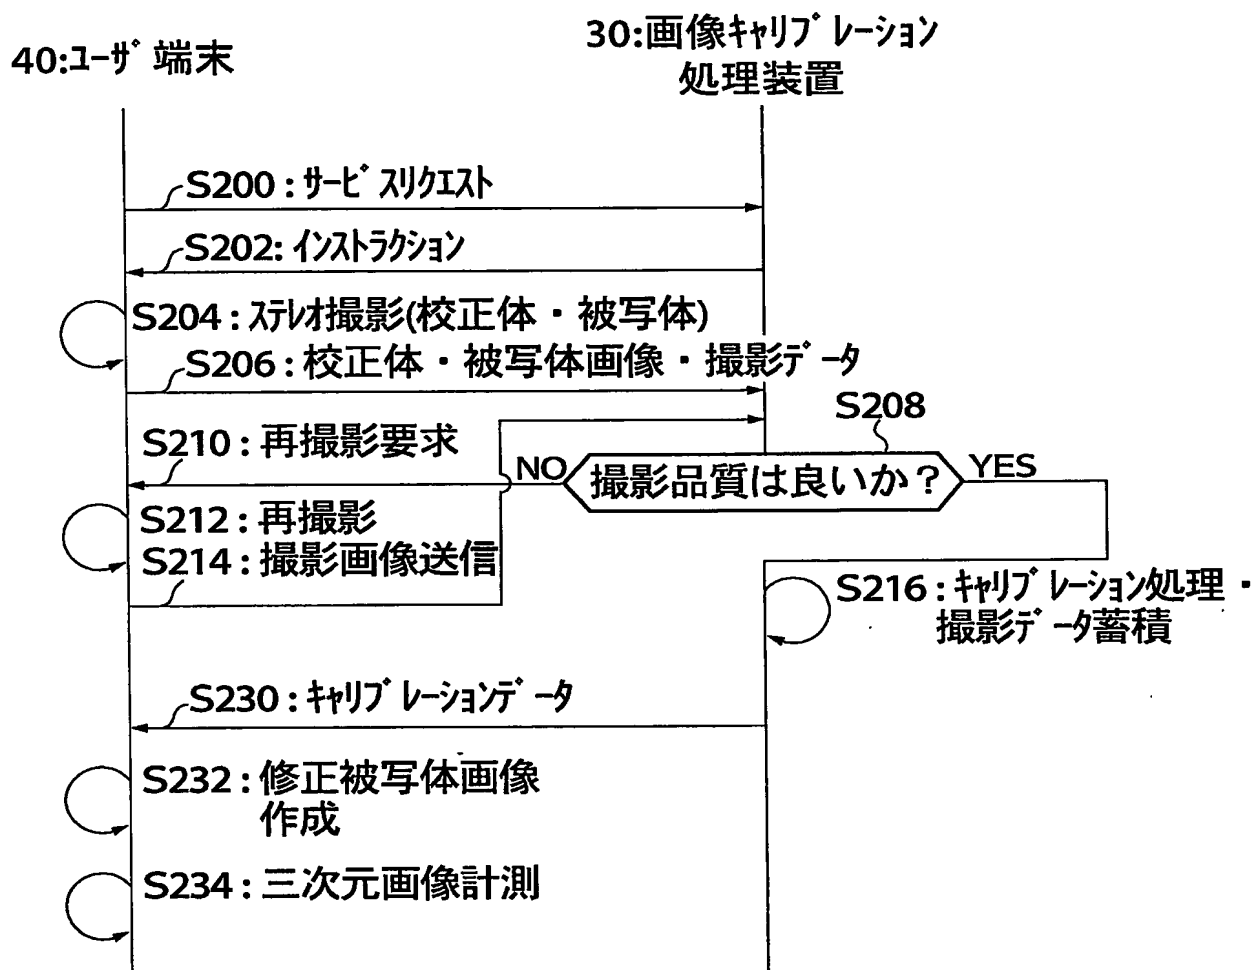 40:ユーザ端末
30:画像キャリブレーション
処理装置
S200:サービスリクエスト
S202:インストラクション
S204:ステレオ撮影(校正体・被写体)
S206:校正体・被写体画像・撮影データ
S208
S210:再撮影要求
NO
撮影品質は良いか?
YES
S212:再撮影
S214:撮影画像送信
S216:キャリブレーション処理・
撮影データ蓄積
S230:キャリブレーションデータ
S232:修正被写体画像
作成
S234:三次元画像計測